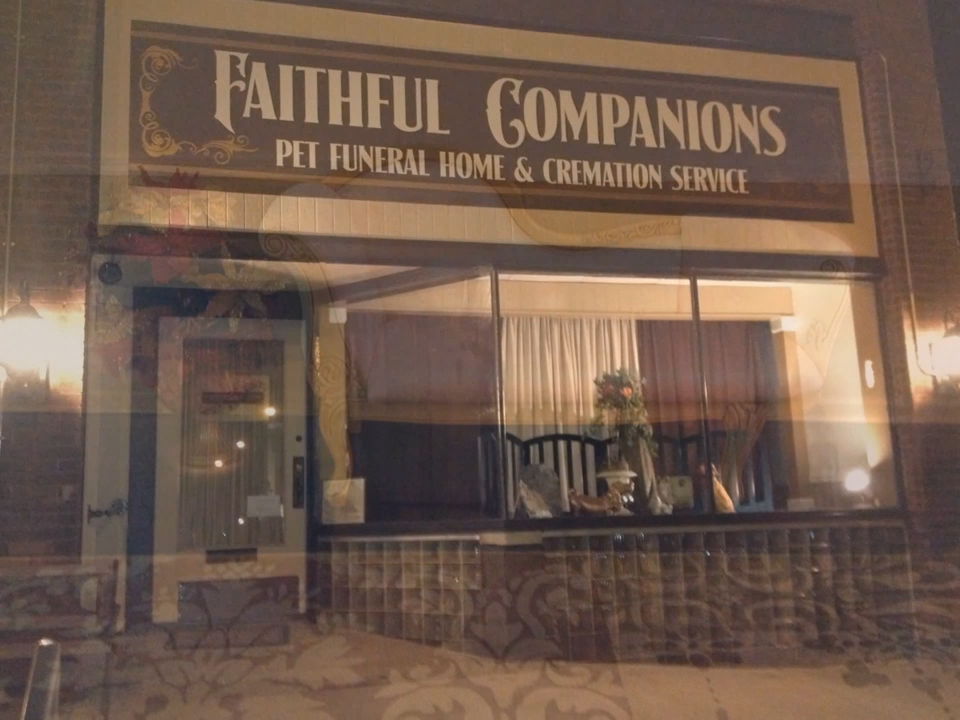 FAITHFUL COMPANIONS
PET FUNERAL HOME & CREMATION SERVICE